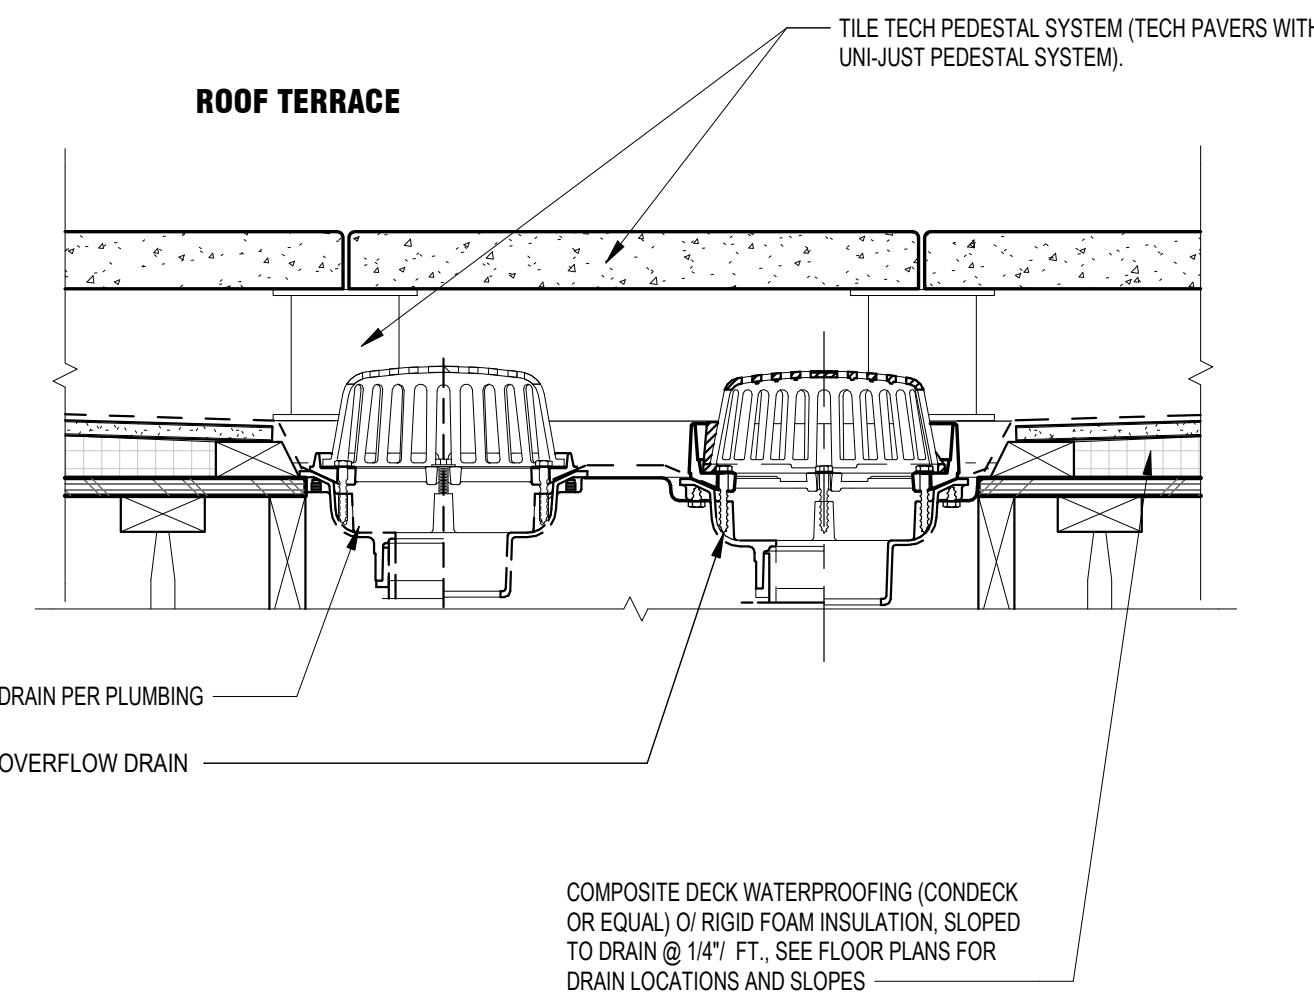 TILE TECH PEDESTAL SYSTEM (TECH PAVERS WITH
UNI-JUST PEDESTAL SYSTEM).
ROOF TERRACE
DRAIN PER PLUMBING
OVERFLOW DRAIN
COMPOSITE DECK WATERPROOFING (CONDECK
OR EQUAL) O/ RIGID FOAM INSULATION, SLOPED
TO DRAIN @ 1/4"/ FT., SEE FLOOR PLANS FOR
DRAIN LOCATIONS AND SLOPES